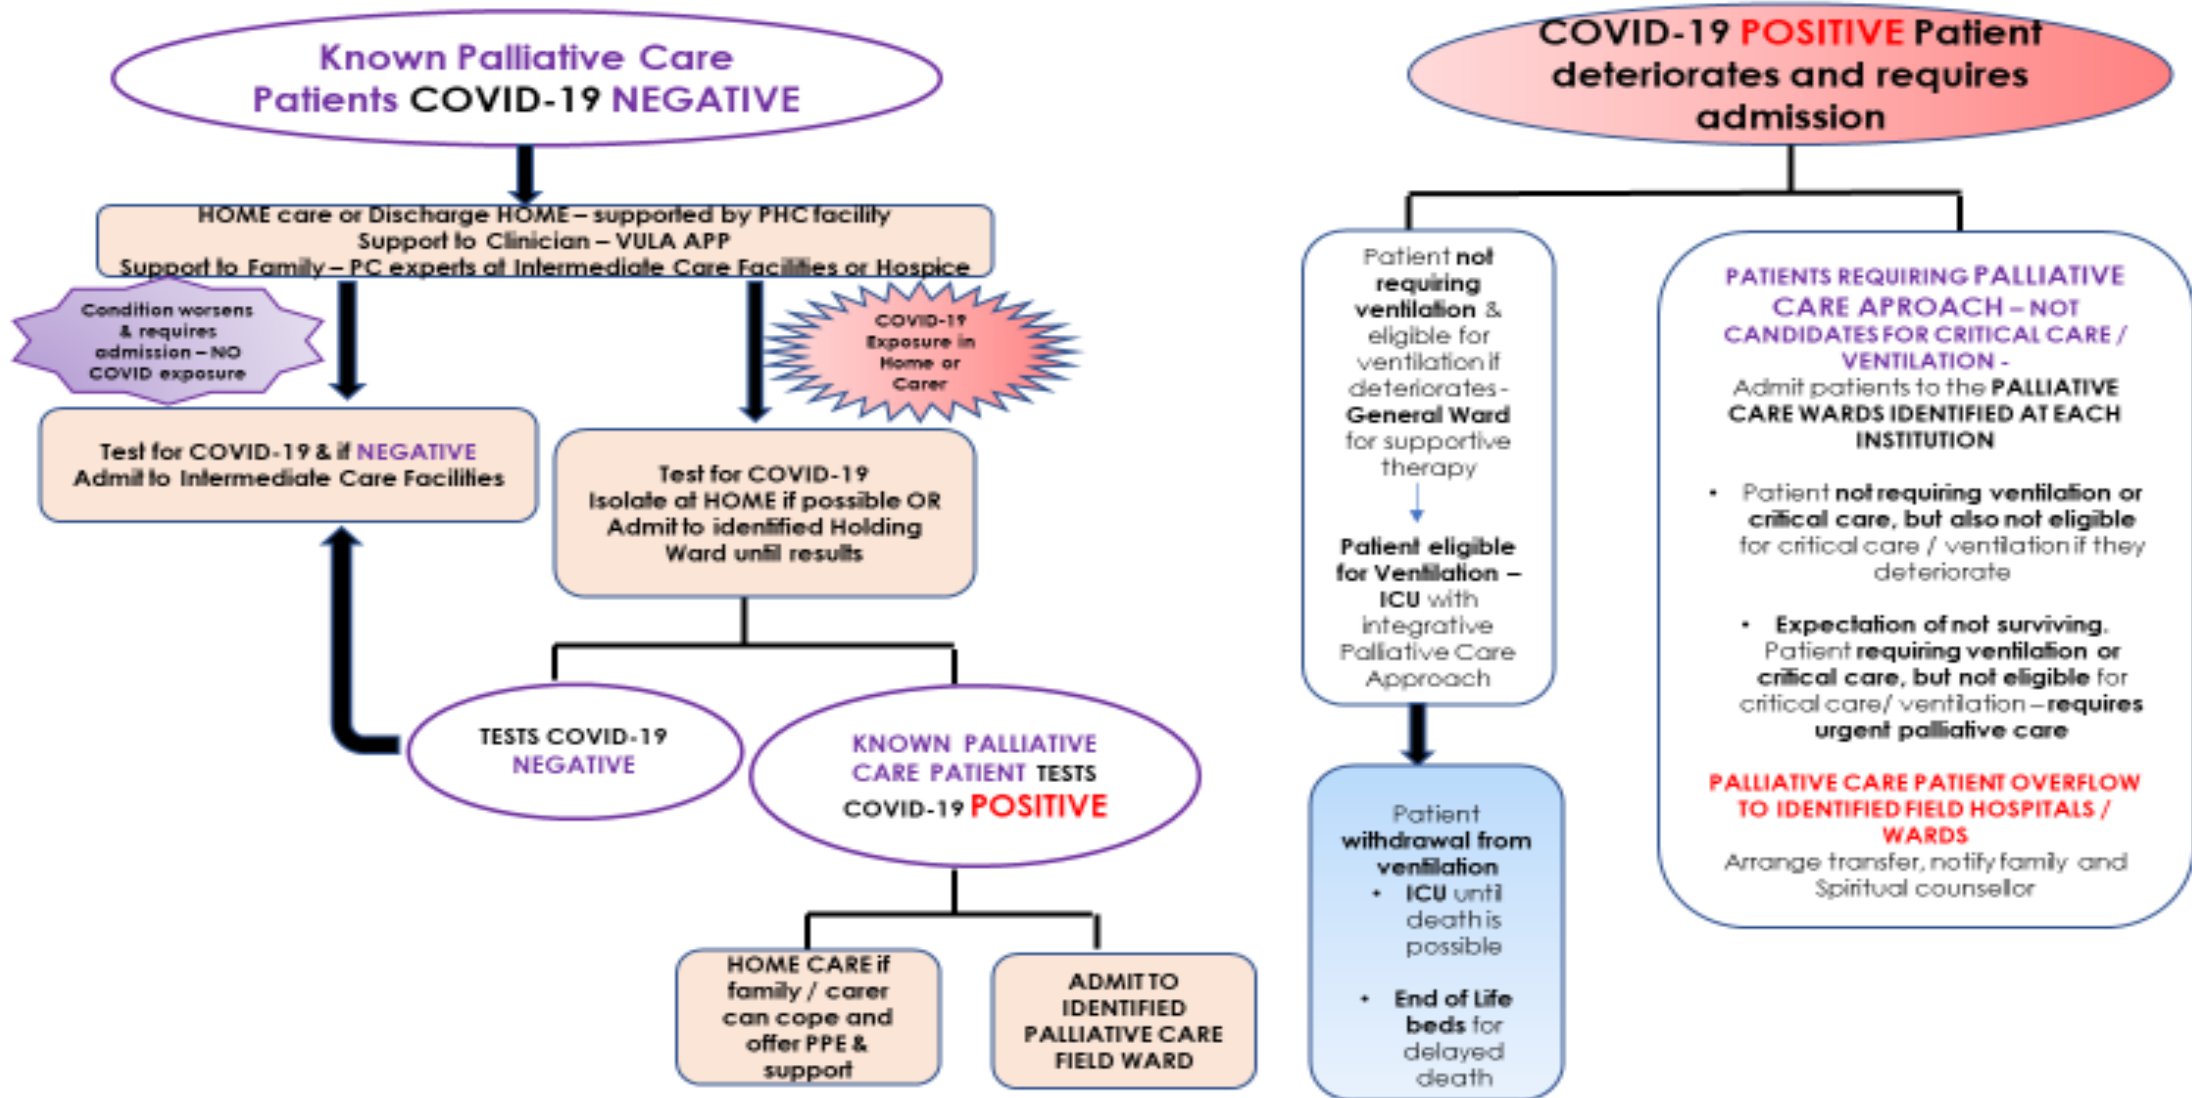 Known Palliative Care
Patients COVID-19 NEGATIVE
HOME care or Discharge HOME – supported by PHC facility
Support to Clinician – VULA APP
Support to Family – PC experts at Intermediate Care Facilities or Hospice
Condition worsens
& requires
admission – NO
COVID exposure
COVID-19
Exposure in
Home or
Carer
Test for COVID-19 & if NEGATIVE
Admit to Intermediate Care Facilities
Test for COVID-19
Isolate at HOME if possible OR
Admit to identified Holding
Ward until results
TESTS COVID-19
NEGATIVE
KNOWN PALLIATIVE
CARE PATIENT TESTS
COVID-19 POSITIVE
HOME CARE if
family / carer
can cope and
offer PPE &
support
ADMIT TO
IDENTIFIED
PALLIATIVE CARE
FIELD WARD
COVID-19 POSITIVE Patient
deteriorates and requires
admission
Patient not
requiring
ventilation &
eligible for
ventilation if
deteriorates -
General Ward
for supportive
therapy
Patient eligible
for Ventilation –
ICU with
integrative
Palliative Care
Approach
Patient
withdrawal from
ventilation
• ICU until
death is
possible
• End of Life
beds for
delayed
death
PATIENTS REQUIRING PALLIATIVE
CARE APROACH – NOT
CANDIDATES FOR CRITICAL CARE /
VENTILATION -
Admit patients to the PALLIATIVE
CARE WARDS IDENTIFIED AT EACH
INSTITUTION
• Patient not requiring ventilation or
critical care, but also not eligible
for critical care / ventilation if they
deteriorate
• Expectation of not surviving.
Patient requiring ventilation or
critical care, but not eligible for
critical care/ ventilation – requires
urgent palliative care
PALLIATIVE CARE PATIENT OVERFLOW
TO IDENTIFIED FIELD HOSPITALS /
WARDS
Arrange transfer, notify family and
Spiritual counsellor